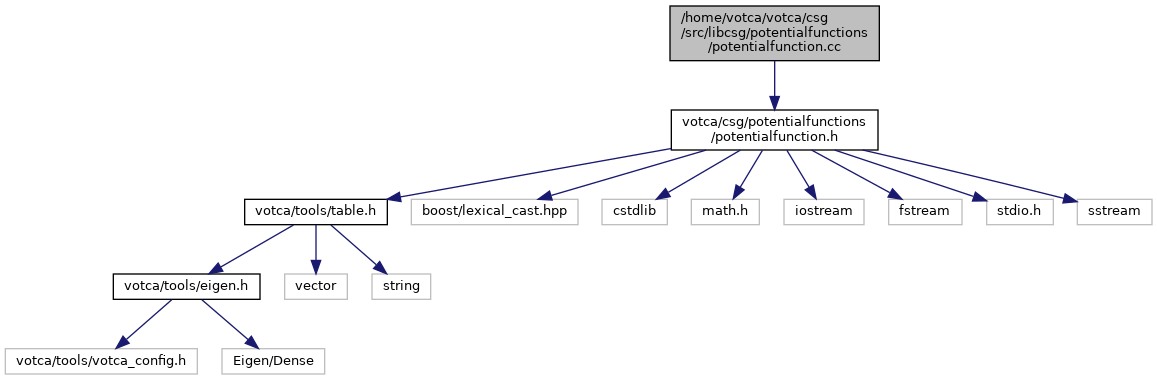 /home/votca/votca/csg
/src/libcsg/potentialfunctions
/potentialfunction.cc
votca/csg/potentialfunctions
/potentialfunction.h
votca/tools/table.h
boost/lexical_cast.hpp
cstdlib
math.h
iostream
fstream
stdio.h
sstream
votca/tools/eigen.h
vector
string
votca/tools/votca_config.h
Eigen/Dense